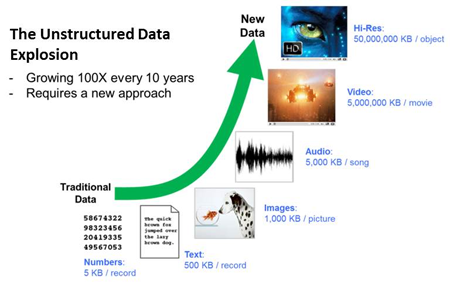 The Unstructured Data
Explosion
- Growing 100X every 10 years
- Requires a new approach
New
Data
Hi-Res:
50,000,000 KB / object
HD
Video:
5,000,000 KB / movie
Audio:
5,000 KB / song
Images:
1,000 KB / picture
Traditional
Data
58674322
98323456
20419335
49567053
The quick
brown fox
jumped over
the lazy
brown dog.
Numbers:
5 KB / record
Text:
500 KB / record